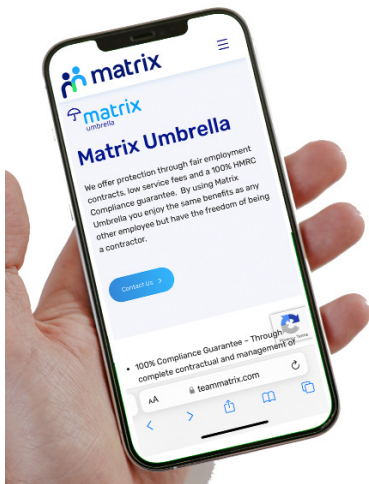 matrix
matrix
umbrella
Matrix Umbrella
We offer protection through fair employment
contracts, low service fees and a 100% HMRC
Compliance guarantee. By using Matrix
Umbrella you enjoy the same benefits as any
other employee but have the freedom of being
a contractor.
Contact Us >
• 100% Compliance Guarantee – Through
complete contractual and management of
Terms
AA teammatrix.com